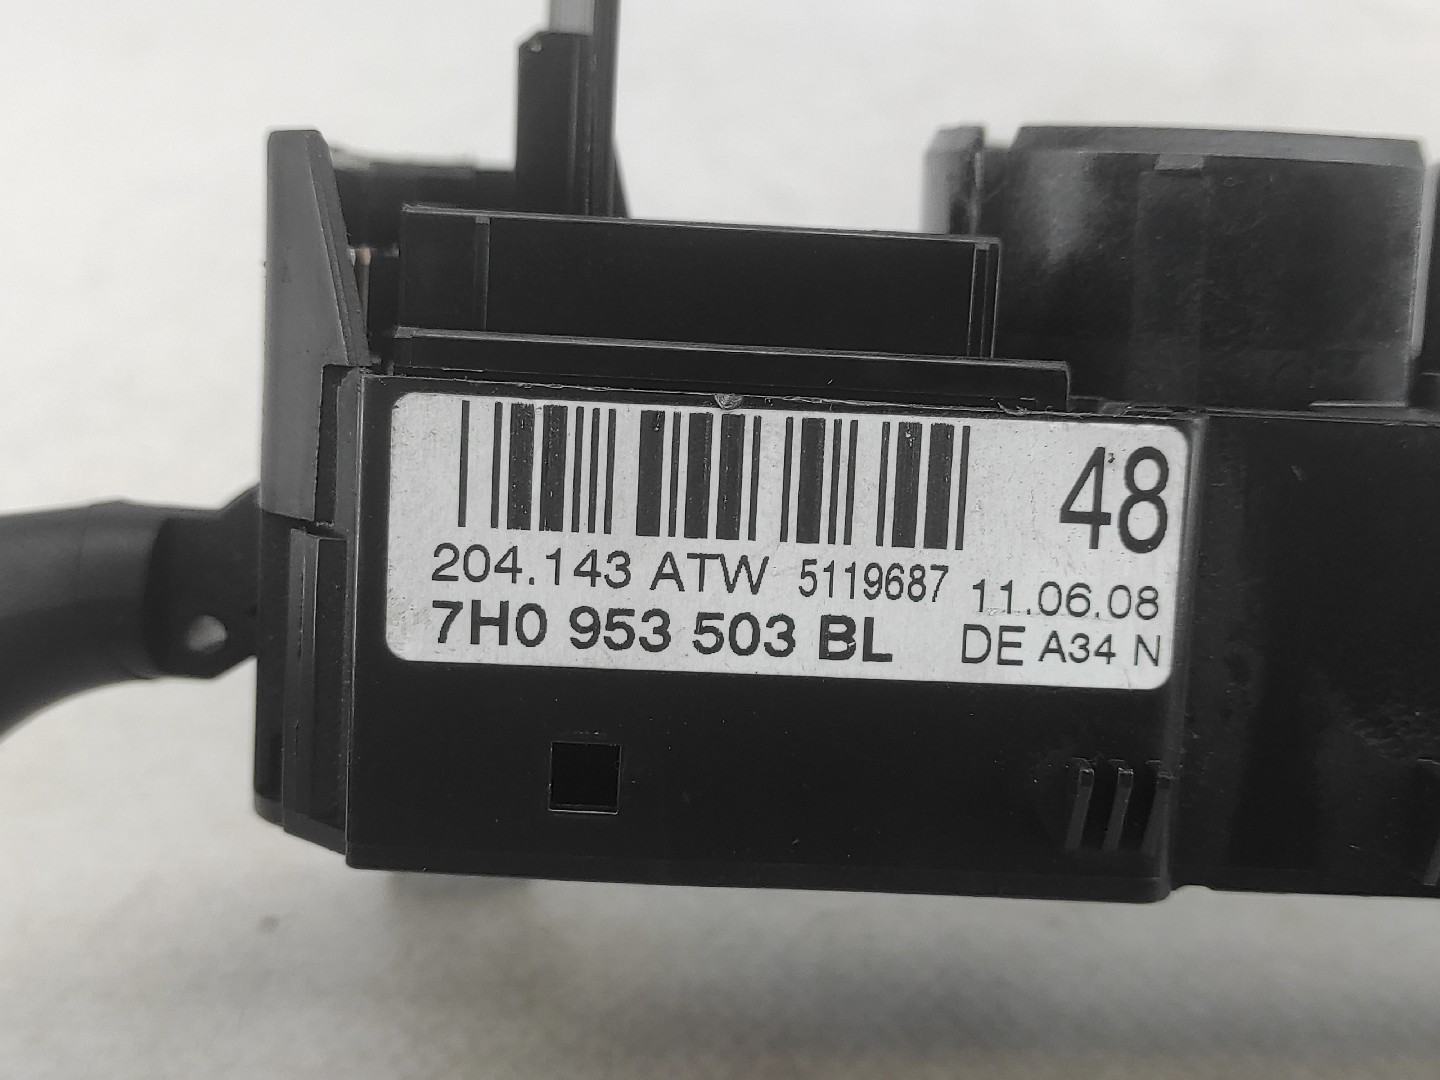 48
204.143 ATW 5119687 11.06.08
7H0 953 503 BL DE A34 N